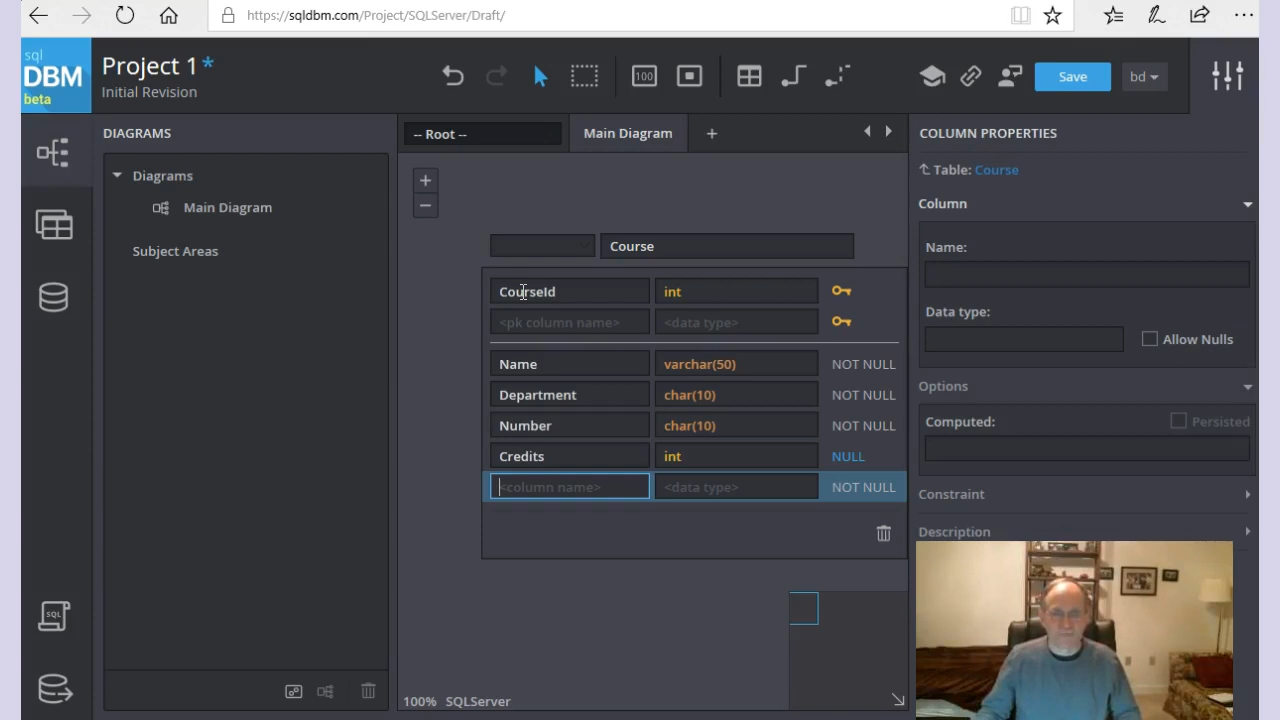 https://sqldbm.com/Project/SQLServer/Draft/
sql
DBM
beta
Project 1*
Initial Revision
100
Save
bd
DIAGRAMS
Diagrams
Main Diagram
Subject Areas
SQL
-- Root --
Main Diagram
+
+
−
Course
CourseId int
<pk column name> <data type>
Name varchar(50) NOT NULL
Department char(10) NOT NULL
Number char(10) NOT NULL
Credits int NULL
<column name> <data type> NOT NULL
100% SQLServer
COLUMN PROPERTIES
Table: Course
Column
Name:
Data type:
Allow Nulls
Options
Computed: Persisted
Constraint
Description